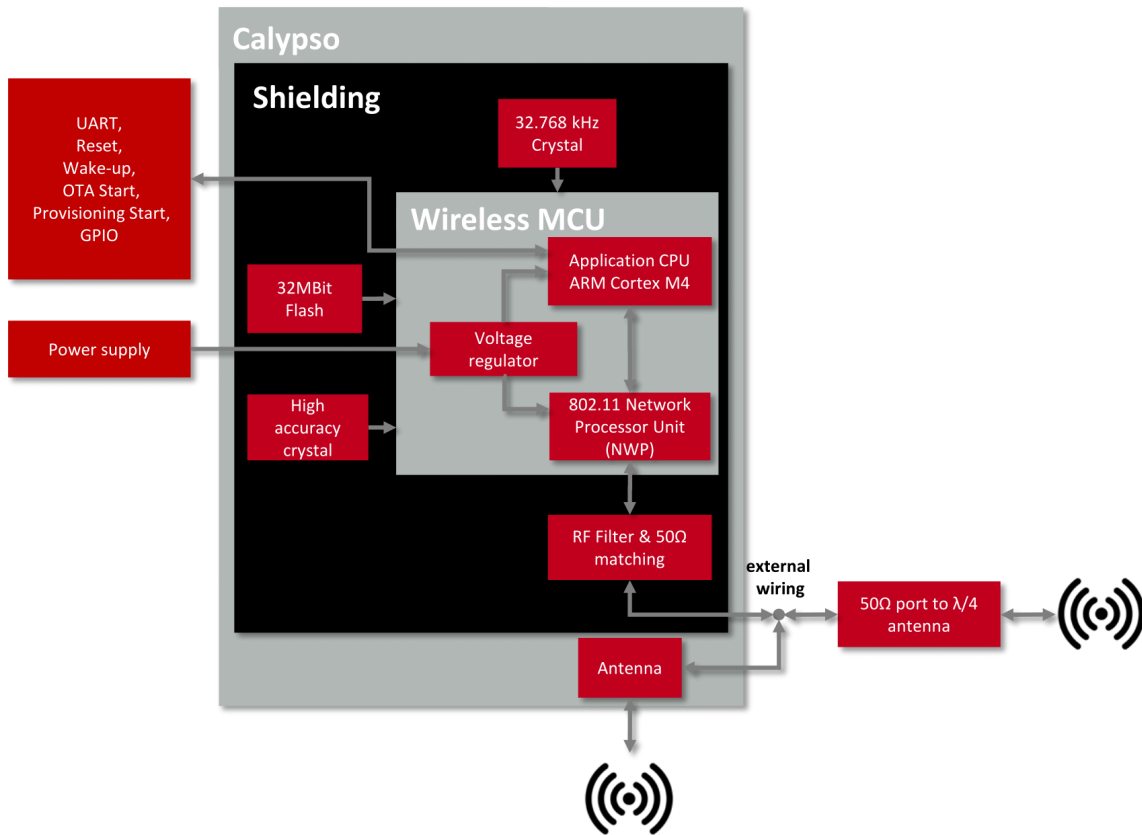 Calypso
Shielding
UART,
Reset,
Wake-up,
OTA Start,
Provisioning Start,
GPIO
32.768 kHz
Crystal
Wireless MCU
Application CPU
ARM Cortex M4
32MBit
Flash
Voltage
regulator
Power supply
High
accuracy
crystal
802.11 Network
Processor Unit
(NWP)
RF Filter & 50Ω
matching
external
wiring
50Ω port to λ/4
antenna
Antenna